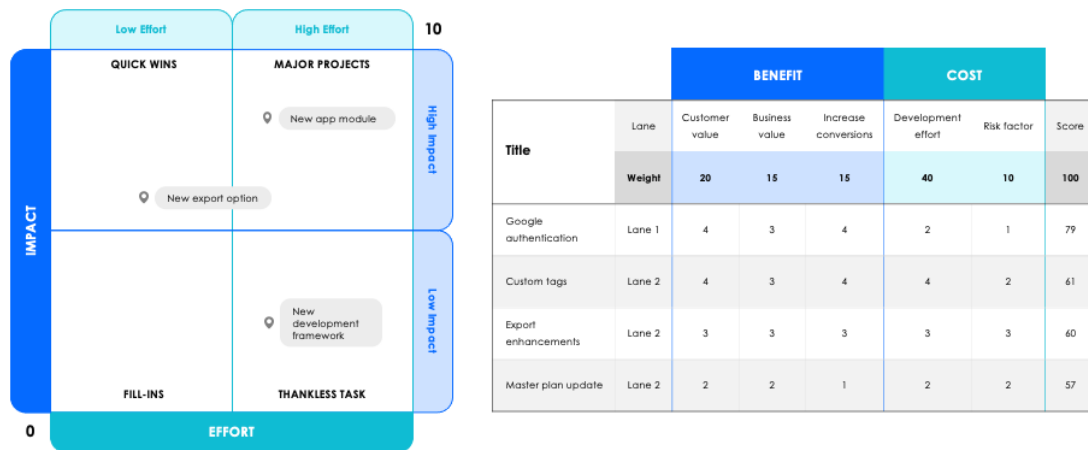 Low Effort
High Effort
10
QUICK WINS
MAJOR PROJECTS
New app module
High Impact
New export option
IMPACT
New
development
framework
Low Impact
FILL-INS
THANKLESS TASK
0
EFFORT
BENEFIT
COST
Title
Lane
Customer
value
Business
value
Increase
conversions
Development
effort
Risk factor
Score
Weight 20 15 15 40 10 100
Google
authentication
Lane 1 4 3 4 2 1 79
Custom tags Lane 2 4 3 4 4 2 61
Export
enhancements
Lane 2 3 3 3 3 3 60
Master plan update Lane 2 2 2 1 2 2 57